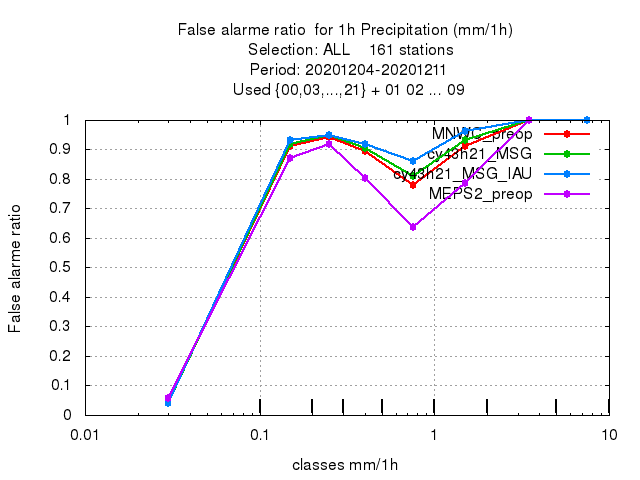 False alarme ratio  for 1h Precipitation (mm/1h)
Selection: ALL    161 stations
Period: 20201204-20201211
Used {00,03,...,21} + 01 02 ... 09
1
0.9
0.8
0.7
0.6
0.5
0.4
0.3
0.2
0.1
0
False alarme ratio
cy43h21_MSG
cy43h21_MSG_IAU
MEPS2_preop
0.01
0.1
1
10
classes mm/1h